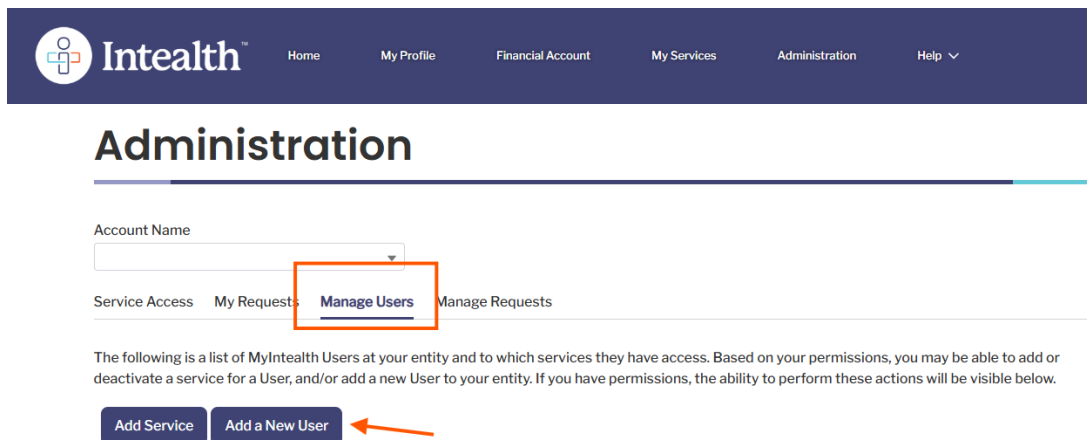 Intealth™ Home My Profile Financial Account My Services Administration Help
Administration
Account Name
Service Access My Requests Manage Users Manage Requests
The following is a list of MyIntealth Users at your entity and to which services they have access. Based on your permissions, you may be able to add or
deactivate a service for a User, and/or add a new User to your entity. If you have permissions, the ability to perform these actions will be visible below.
Add Service Add a New User